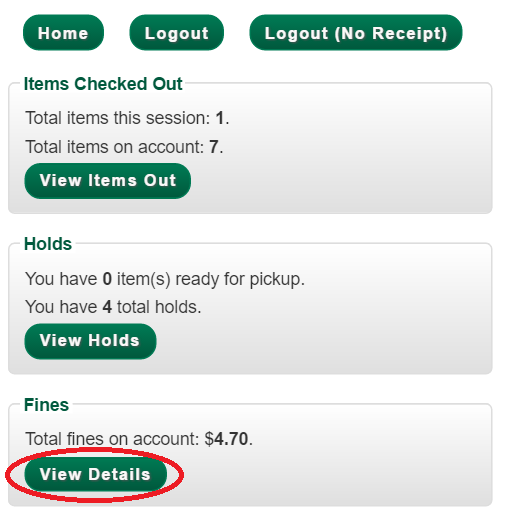 Home Logout Logout (No Receipt)
Items Checked Out
Total items this session: 1.
Total items on account: 7.
View Items Out
Holds
You have 0 item(s) ready for pickup.
You have 4 total holds.
View Holds
Fines
Total fines on account: $4.70.
View Details